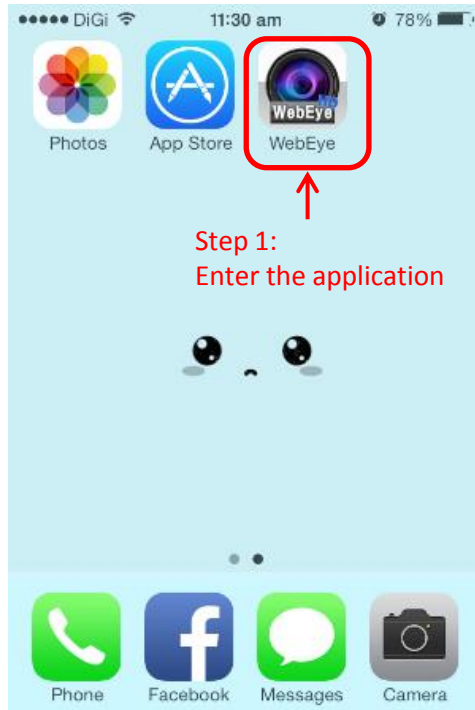 DiGi 11:30 am 78%
WebEye
Photos App Store WebEye
Step 1:
Enter the application
Phone Facebook Messages Camera